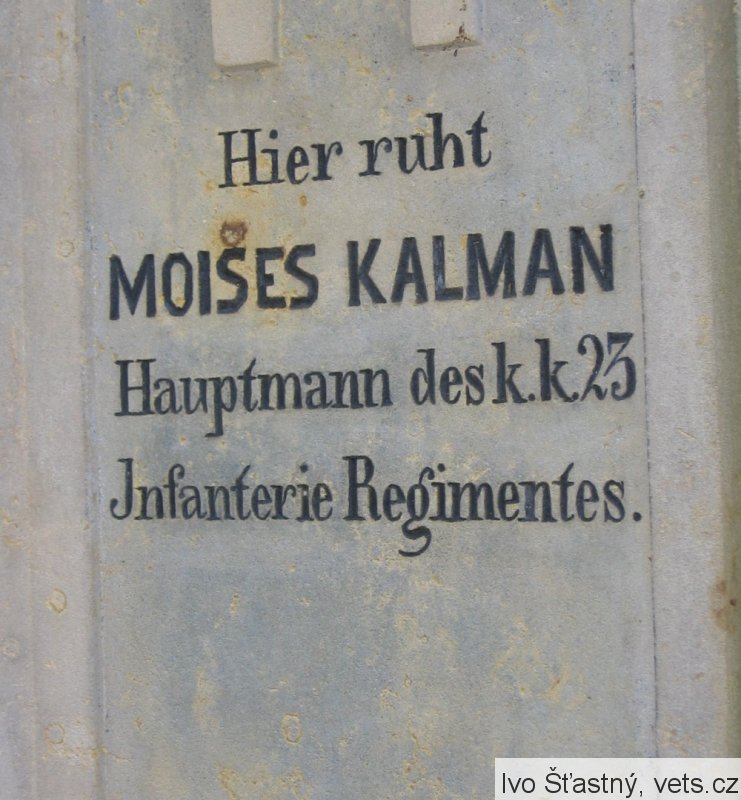 Hier ruht
MOISES KALMAN
Hauptmann des k.k.23
Jnfanterie Regimentes.
Ivo Šťastný, vets.cz